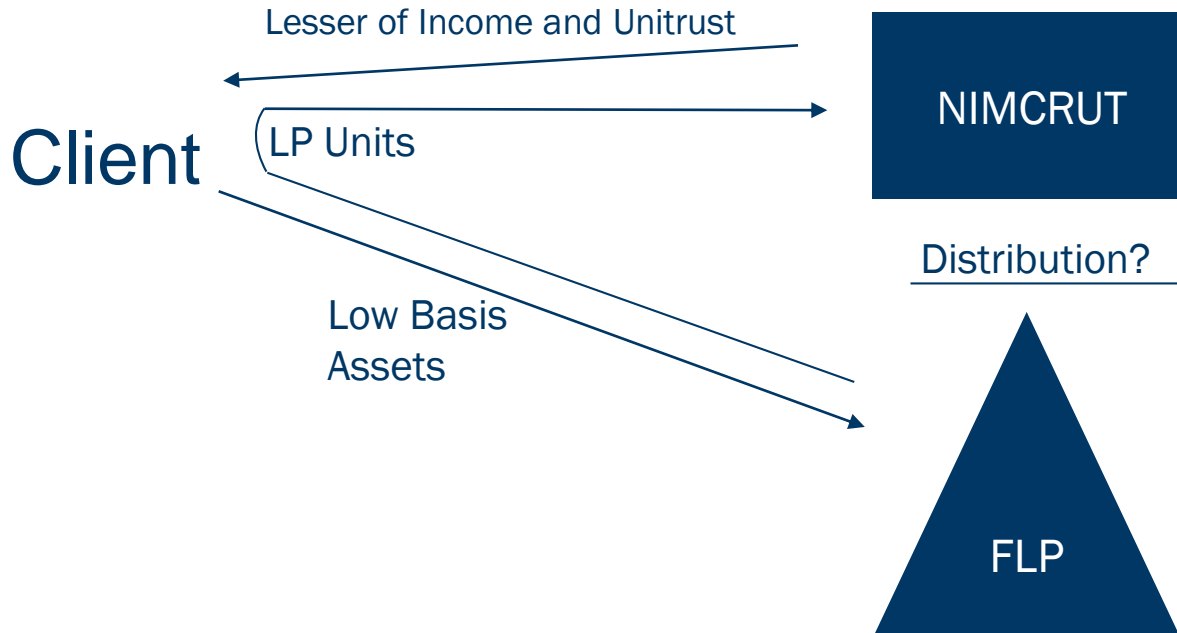 Lesser of Income and Unitrust
NIMCRUT
Client
LP Units
Distribution?
Low Basis
Assets
FLP